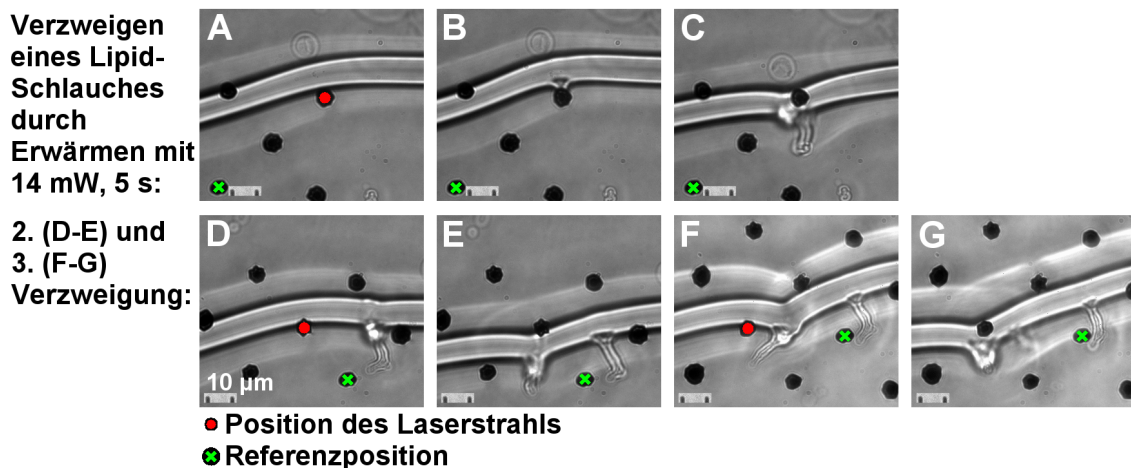 Verzweigen
eines Lipid-
Schlauches
durch
Erwärmen mit
14 mW, 5 s:
A
B
C
2. (D-E) und
3. (F-G)
Verzweigung:
D
E
F
G
10 µm
Position des Laserstrahls
Referenzposition